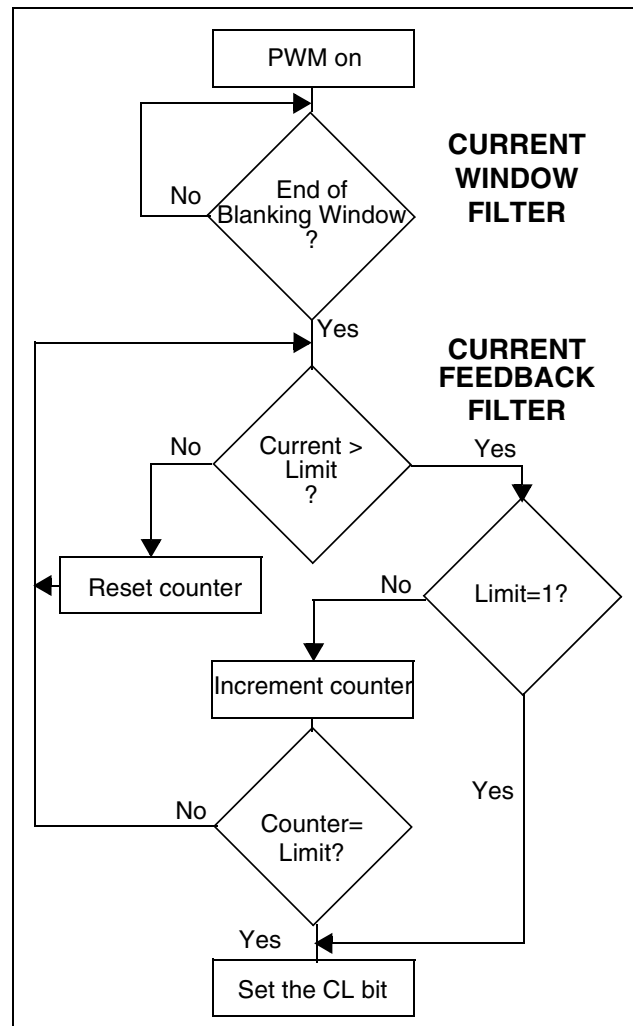 PWM on
CURRENT
WINDOW
FILTER
End of
Blanking Window
?
No
Yes
CURRENT
FEEDBACK
FILTER
No
Current >
Limit
?
Yes
Reset counter
No
Limit=1?
Increment counter
No
Counter=
Limit?
Yes
Yes
Set the CL bit